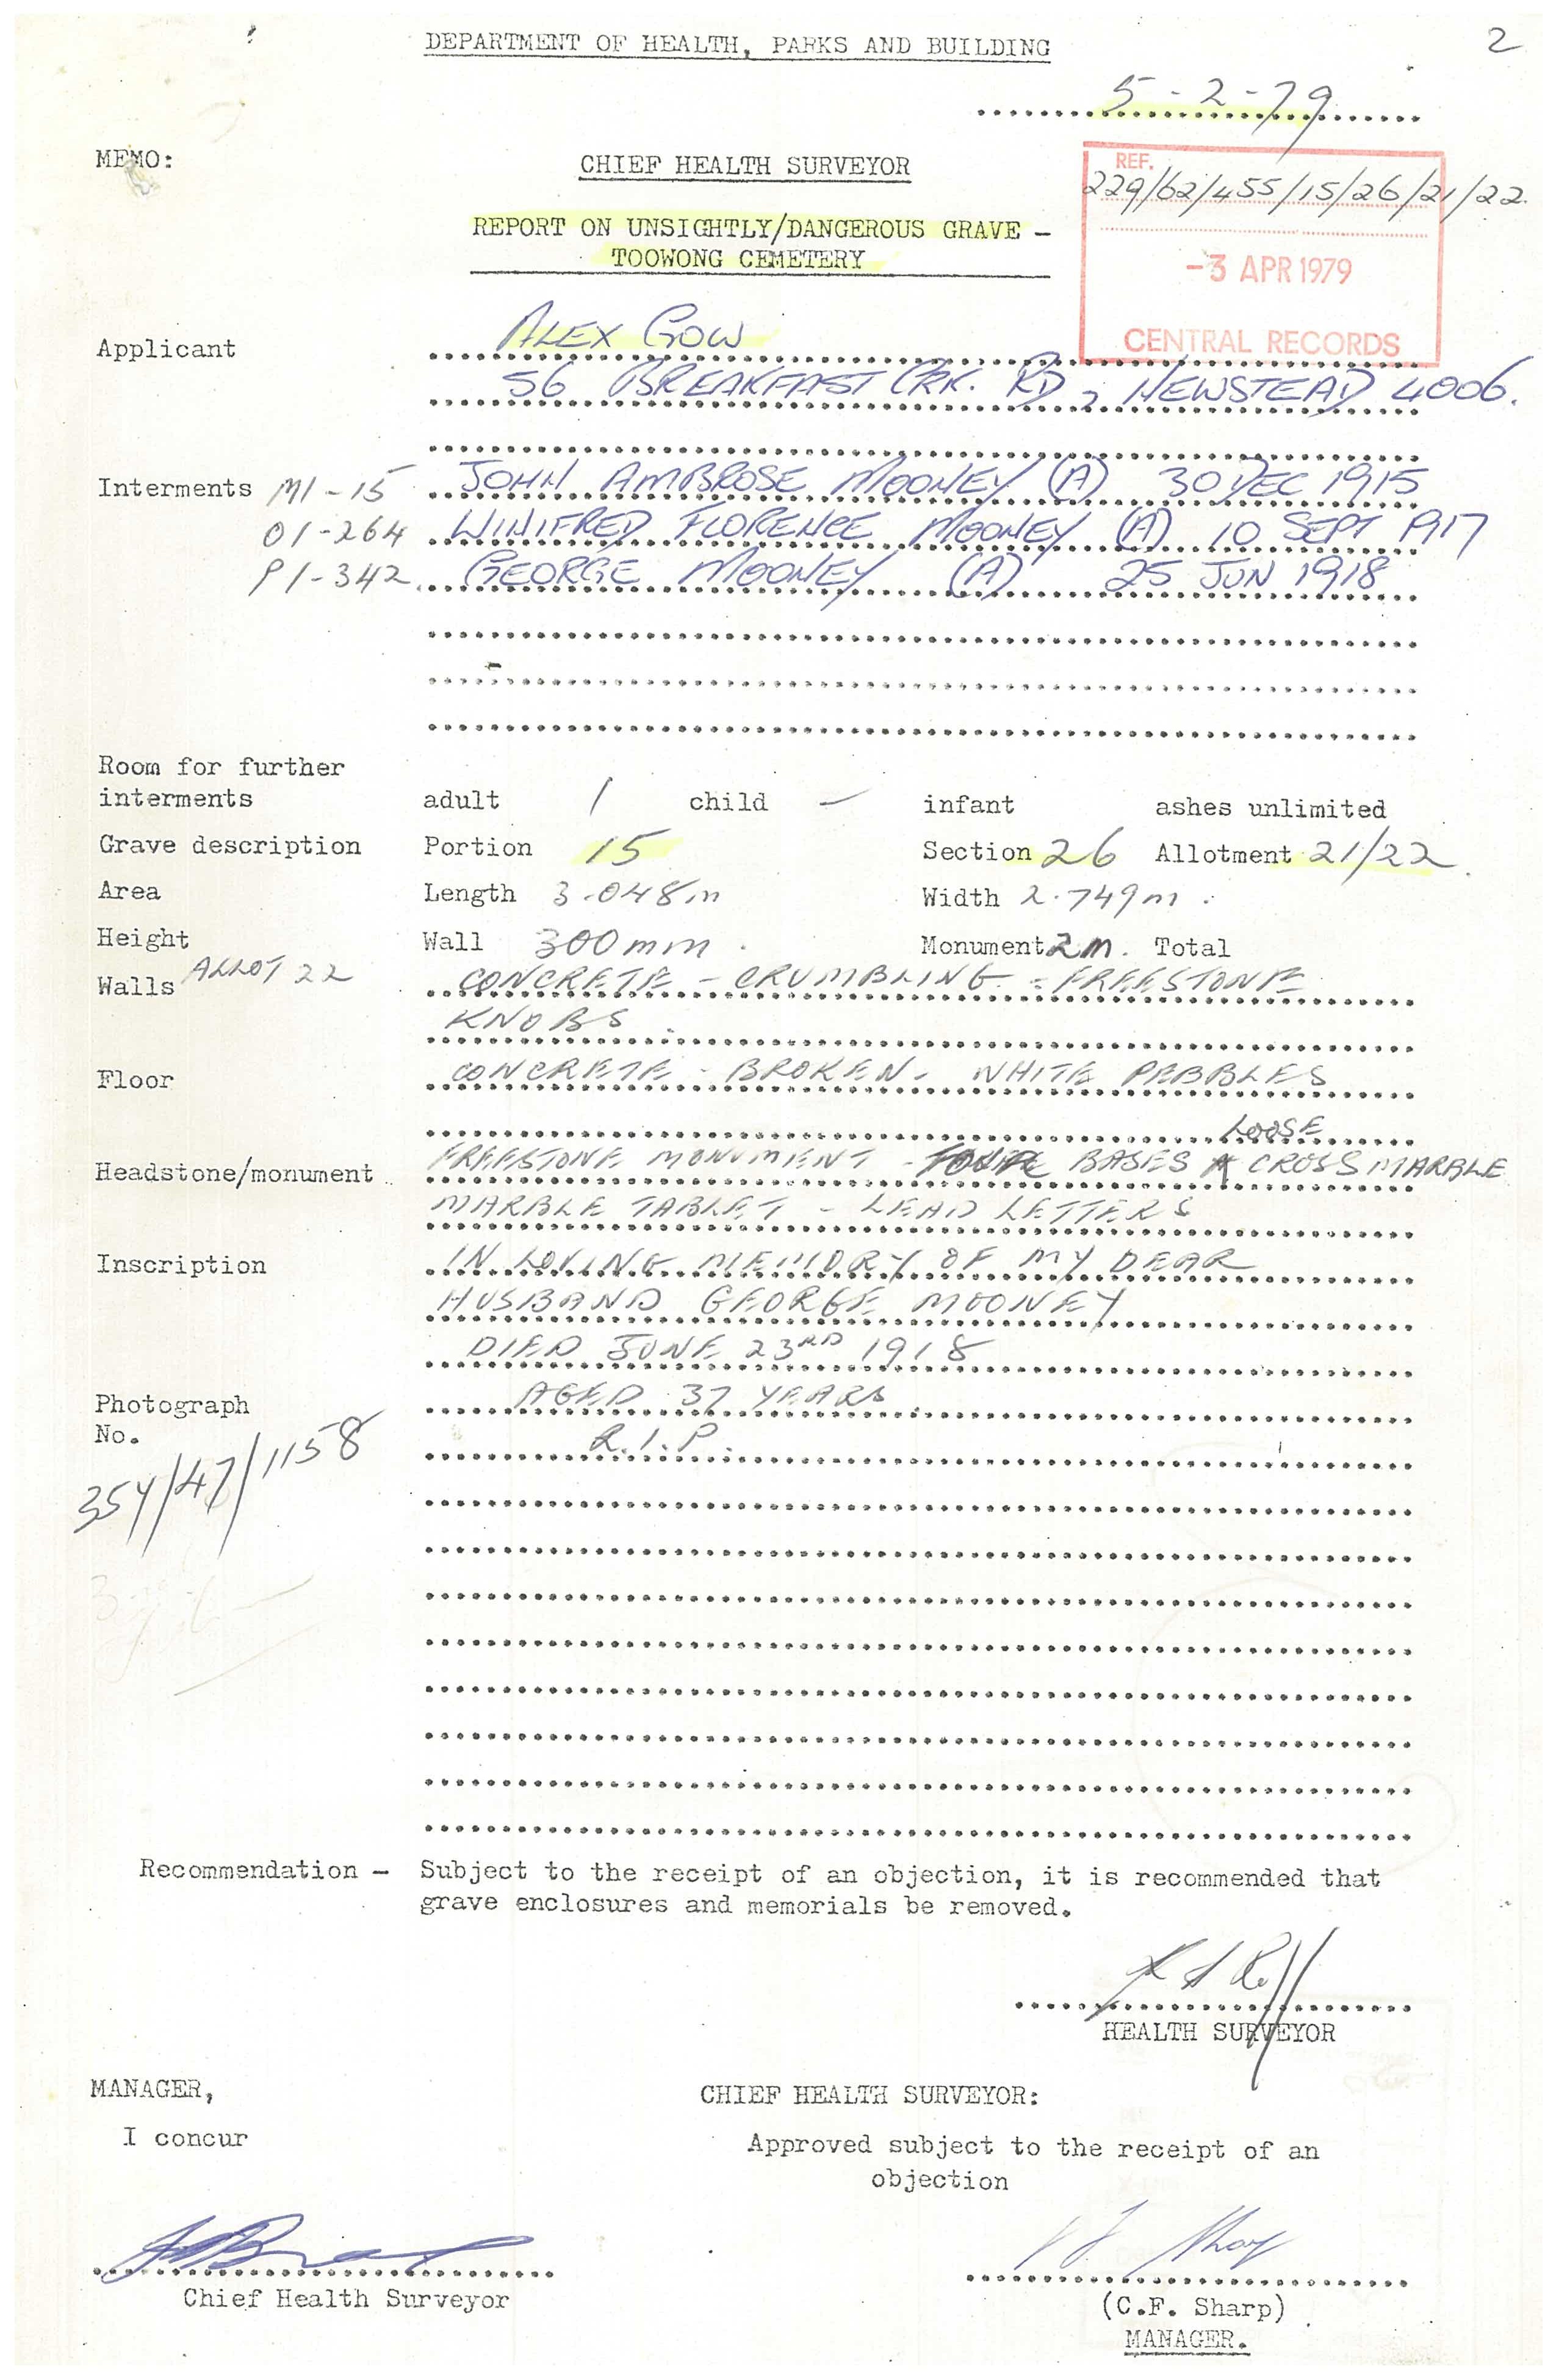 2
DEPARTMENT OF HEALTH, PARKS AND BUILDING
5-2-79
MEMO:
CHIEF HEALTH SURVEYOR
REF.
229/62/455/15/26/21/22
REPORT ON UNSIGHTLY/DANGEROUS GRAVE -
TOOWONG CEMETERY
-3 APR 1979
CENTRAL RECORDS
Applicant ALEX GOW
56 BREAKFAST CRK. RD, NEWSTEAD 4006.
Interments M1-15 JOHN AMBROSE MOONEY (A) 30 DEC 1915
O1-264 WINIFRED FLORENCE MOONEY (A) 10 SEPT 1917
P1-342 GEORGE MOONEY (A) 25 JUN 1918
Room for further
interments adult 1 child - infant ashes unlimited
Grave description Portion 15 Section 26 Allotment 21/22
Area Length 3.048m Width 2.749m.
Height Wall 300mm. Monument 2m. Total
Walls ALLOT 22 CONCRETE - CRUMBLING - FREESTONE
KNOBS
Floor CONCRETE - BROKEN - WHITE PEBBLES
LOOSE
Headstone/monument FREESTONE MONUMENT - BASES CROSS MARBLE
MARBLE TABLET - LEAD LETTERS
Inscription IN LOVING MEMORY OF MY DEAR
HUSBAND GEORGE MOONEY
DIED JUNE 23RD 1918
AGED 37 YEARS
R.I.P.
Photograph
No.
354/47/1158
Recommendation - Subject to the receipt of an objection, it is recommended that
grave enclosures and memorials be removed.
HEALTH SURVEYOR
MANAGER,
I concur
CHIEF HEALTH SURVEYOR:
Approved subject to the receipt of an
objection
Chief Health Surveyor
(C.F. Sharp)
MANAGER.